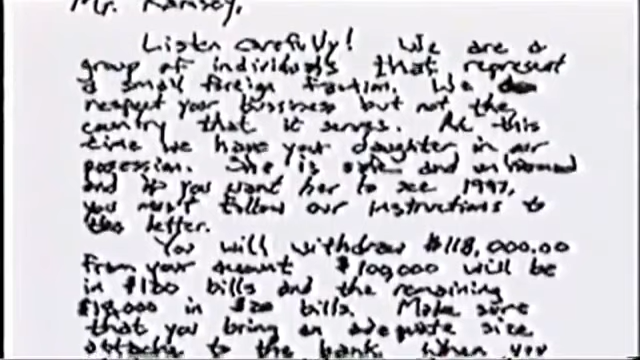 Mr. Ramsey,
Listen Carefully! We are a
group of individuals that represent
a small foreign faction. We
respect your bussiness but not the
country that it serves. At this
time we have your daughter in our
posession. She is safe and unharmed
and if you want her to see 1997,
you must follow our instructions to
the letter.
You will withdraw $118,000.00
from your account. $100,000 will be
in $100 bills and the remaining
$18,000 in $20 bills. Make sure
that you bring an adequate size
attache to the bank. When you